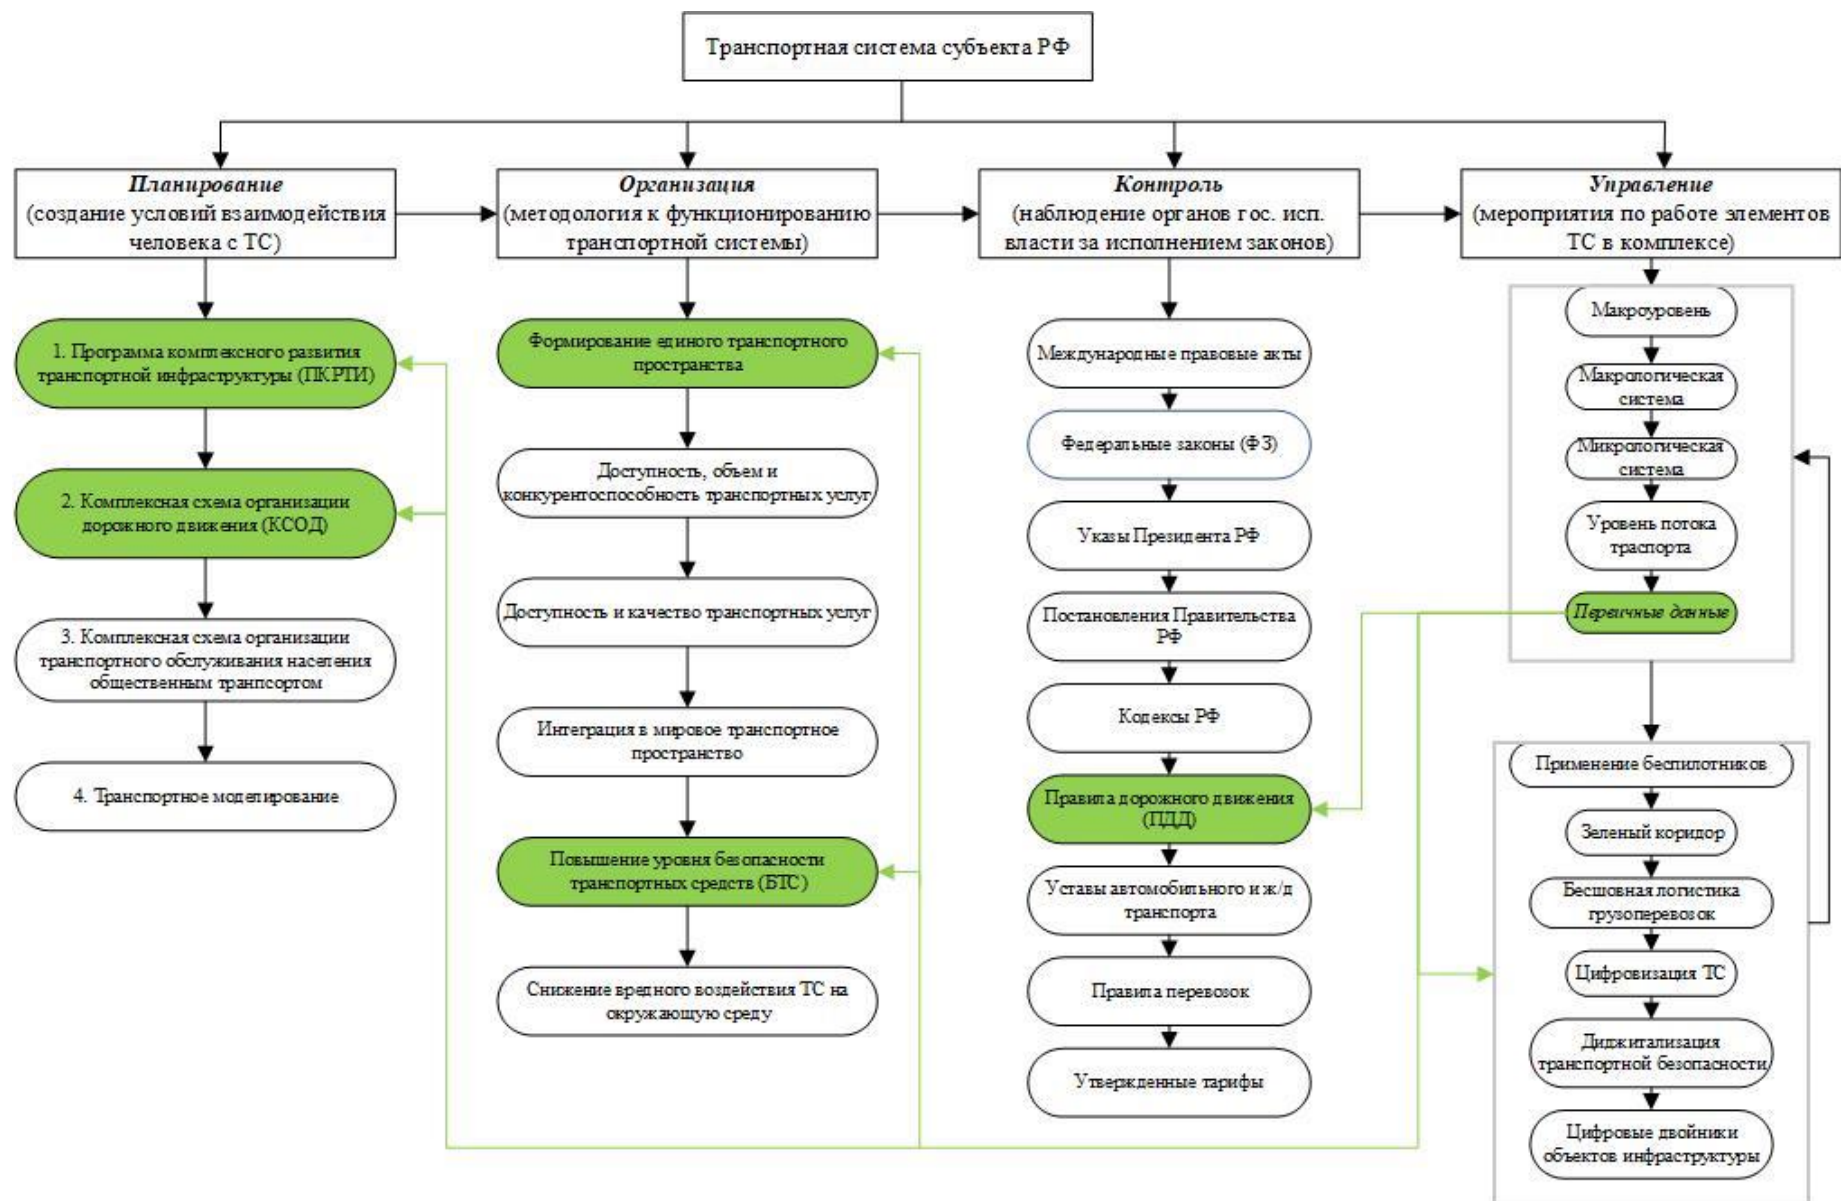 Транспортная система субъекта РФ
Планирование
(создание условий взаимодействия
человека с ТС)
Организация
(методология к функционированию
транспортной системы)
Контроль
(наблюдение органов гос. исп.
власти за исполнением законов)
Управление
(мероприятия по работе элементов
ТС в комплексе)
1. Программа комплексного развития
транспортной инфраструктуры (ПКРТИ)
2. Комплексная схема организации
дорожного движения (КСОД)
3. Комплексная схема организации
транспортного обслуживания населения
общественным транпсортом
4. Транспортное моделирование
Формирование единого транспортного
пространства
Доступность, объем и
конкурентоспособность транспортных услуг
Доступность и качество транспортных услуг
Интеграция в мировое транспортное
пространство
Повышение уровня безопасности
транспортных средств (БТС)
Снижение вредного воздействия ТС на
окружающую среду
Международные правовые акты
Федеральные законы (ФЗ)
Указы Президента РФ
Постановления Правительства
РФ
Кодексы РФ
Правила дорожного движения
(ПДД)
Уставы автомобильного и ж/д
транспорта
Правила перевозок
Утвержденные тарифы
Макроуровень
Макрологическая
система
Микрологическая
система
Уровень потока
траспорта
Первичные данные
Применение беспилотников
Зеленый коридор
Бесшовная логистика
грузоперевозок
Цифровизация ТС
Диджитализация
транспортной безопасности
Цифровые двойники
объектов инфраструктуры